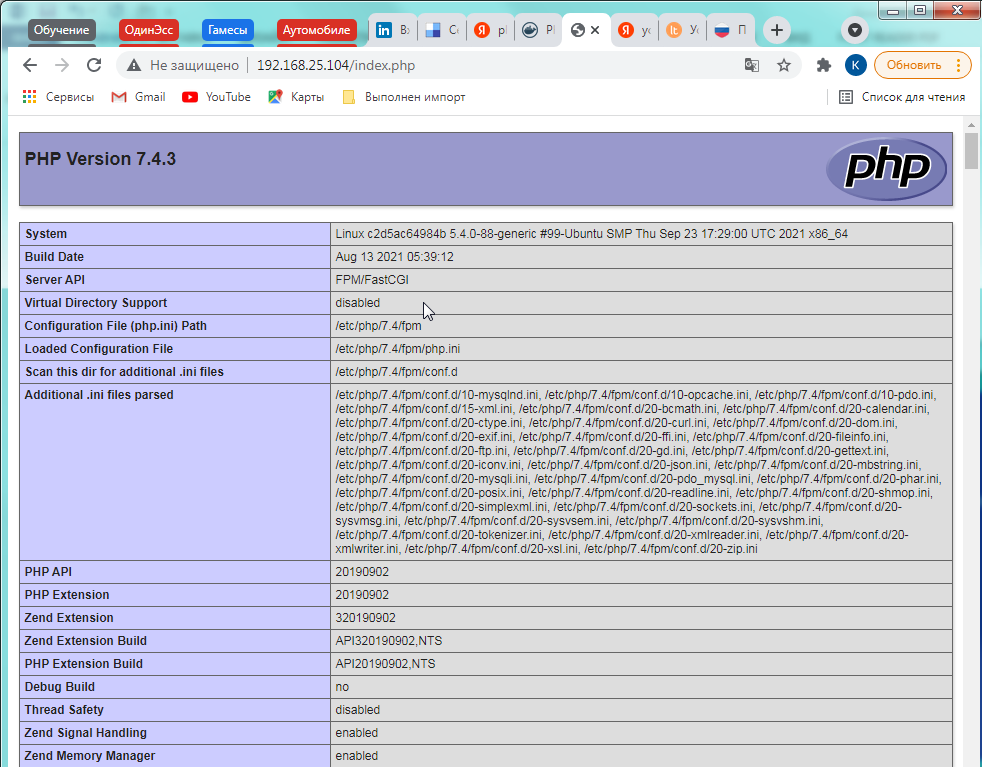 Обучение ОдинЭсс Гамесы Автомобиле
Не защищено 192.168.25.104/index.php Обновить
Сервисы Gmail YouTube Карты Выполнен импорт Список для чтения
PHP Version 7.4.3 php
System Linux c2d5ac64984b 5.4.0-88-generic #99-Ubuntu SMP Thu Sep 23 17:29:00 UTC 2021 x86_64
Build Date Aug 13 2021 05:39:12
Server API FPM/FastCGI
Virtual Directory Support disabled
Configuration File (php.ini) Path /etc/php/7.4/fpm
Loaded Configuration File /etc/php/7.4/fpm/php.ini
Scan this dir for additional .ini files /etc/php/7.4/fpm/conf.d
Additional .ini files parsed /etc/php/7.4/fpm/conf.d/10-mysqlnd.ini, /etc/php/7.4/fpm/conf.d/10-opcache.ini, /etc/php/7.4/fpm/conf.d/10-pdo.ini,
/etc/php/7.4/fpm/conf.d/15-xml.ini, /etc/php/7.4/fpm/conf.d/20-bcmath.ini, /etc/php/7.4/fpm/conf.d/20-calendar.ini,
/etc/php/7.4/fpm/conf.d/20-ctype.ini, /etc/php/7.4/fpm/conf.d/20-curl.ini, /etc/php/7.4/fpm/conf.d/20-dom.ini,
/etc/php/7.4/fpm/conf.d/20-exif.ini, /etc/php/7.4/fpm/conf.d/20-ffi.ini, /etc/php/7.4/fpm/conf.d/20-fileinfo.ini,
/etc/php/7.4/fpm/conf.d/20-ftp.ini, /etc/php/7.4/fpm/conf.d/20-gd.ini, /etc/php/7.4/fpm/conf.d/20-gettext.ini,
/etc/php/7.4/fpm/conf.d/20-iconv.ini, /etc/php/7.4/fpm/conf.d/20-json.ini, /etc/php/7.4/fpm/conf.d/20-mbstring.ini,
/etc/php/7.4/fpm/conf.d/20-mysqli.ini, /etc/php/7.4/fpm/conf.d/20-pdo_mysql.ini, /etc/php/7.4/fpm/conf.d/20-phar.ini,
/etc/php/7.4/fpm/conf.d/20-posix.ini, /etc/php/7.4/fpm/conf.d/20-readline.ini, /etc/php/7.4/fpm/conf.d/20-shmop.ini,
/etc/php/7.4/fpm/conf.d/20-simplexml.ini, /etc/php/7.4/fpm/conf.d/20-sockets.ini, /etc/php/7.4/fpm/conf.d/20-
sysvmsg.ini, /etc/php/7.4/fpm/conf.d/20-sysvsem.ini, /etc/php/7.4/fpm/conf.d/20-sysvshm.ini,
/etc/php/7.4/fpm/conf.d/20-tokenizer.ini, /etc/php/7.4/fpm/conf.d/20-xmlreader.ini, /etc/php/7.4/fpm/conf.d/20-
xmlwriter.ini, /etc/php/7.4/fpm/conf.d/20-xsl.ini, /etc/php/7.4/fpm/conf.d/20-zip.ini
PHP API 20190902
PHP Extension 20190902
Zend Extension 320190902
Zend Extension Build API320190902,NTS
PHP Extension Build API20190902,NTS
Debug Build no
Thread Safety disabled
Zend Signal Handling enabled
Zend Memory Manager enabled